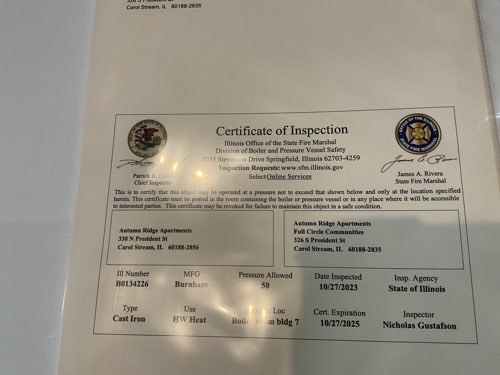 Carol Stream, IL 60188-2835
Certificate of Inspection
Illinois Office of the State Fire Marshal
Division of Boiler and Pressure Vessel Safety
1035 Stevenson Drive Springfield, Illinois 62703-4259
Inspection Requests: www.sfm.illinois.gov
Select Online Services
Patrick
Chief Inspector
James A. Rivera
State Fire Marshal
This is to certify that this object may be operated at a pressure not to exceed that shown below and only at the location specified
herein. This certificate must be posted in the room containing the boiler or pressure vessel or in any place where it will be accessible
to interested parties. This certificate may be revoked for failure to maintain this object in a safe condition.
Autumn Ridge Apartments
330 N President St
Carol Stream, IL 60188-2856
Autumn Ridge Apartments
Full Circle Communities
326 S President St
Carol Stream, IL 60188-2835
Ill Number MFG Pressure Allowed Date Inspected Insp. Agency
B0134226 Burnham 50 10/27/2023 State of Illinois
Type Use Loc Cert. Expiration Inspector
Cast Iron HW Heat Boiler room bldg 7 10/27/2025 Nicholas Gustafson